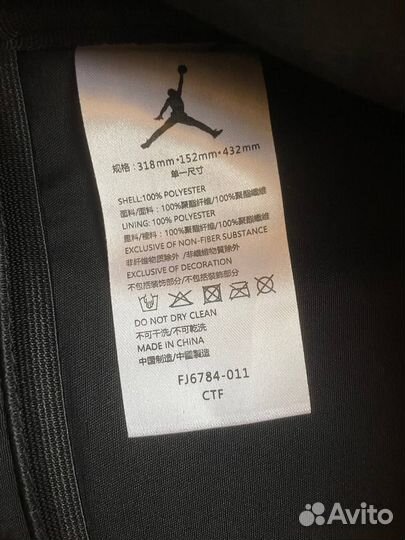 规格: 318mm*152mm*432mm
单一尺寸
SHELL:100% POLYESTER
面料/面料: 100%聚酯纤维/100%聚酯纖維
LINING: 100% POLYESTER
里料/裡料: 100%聚酯纤维/100%聚酯纖維
EXCLUSIVE OF NON-FIBER SUBSTANCE
非纤维物质除外/非纖維物質除外
EXCLUSIVE OF DECORATION
不包括装饰部分/不包括裝飾部分
DO NOT DRY CLEAN
不可干洗/不可乾洗
MADE IN CHINA
中国制造/中國製造
FJ6784-011
CTF
Avito